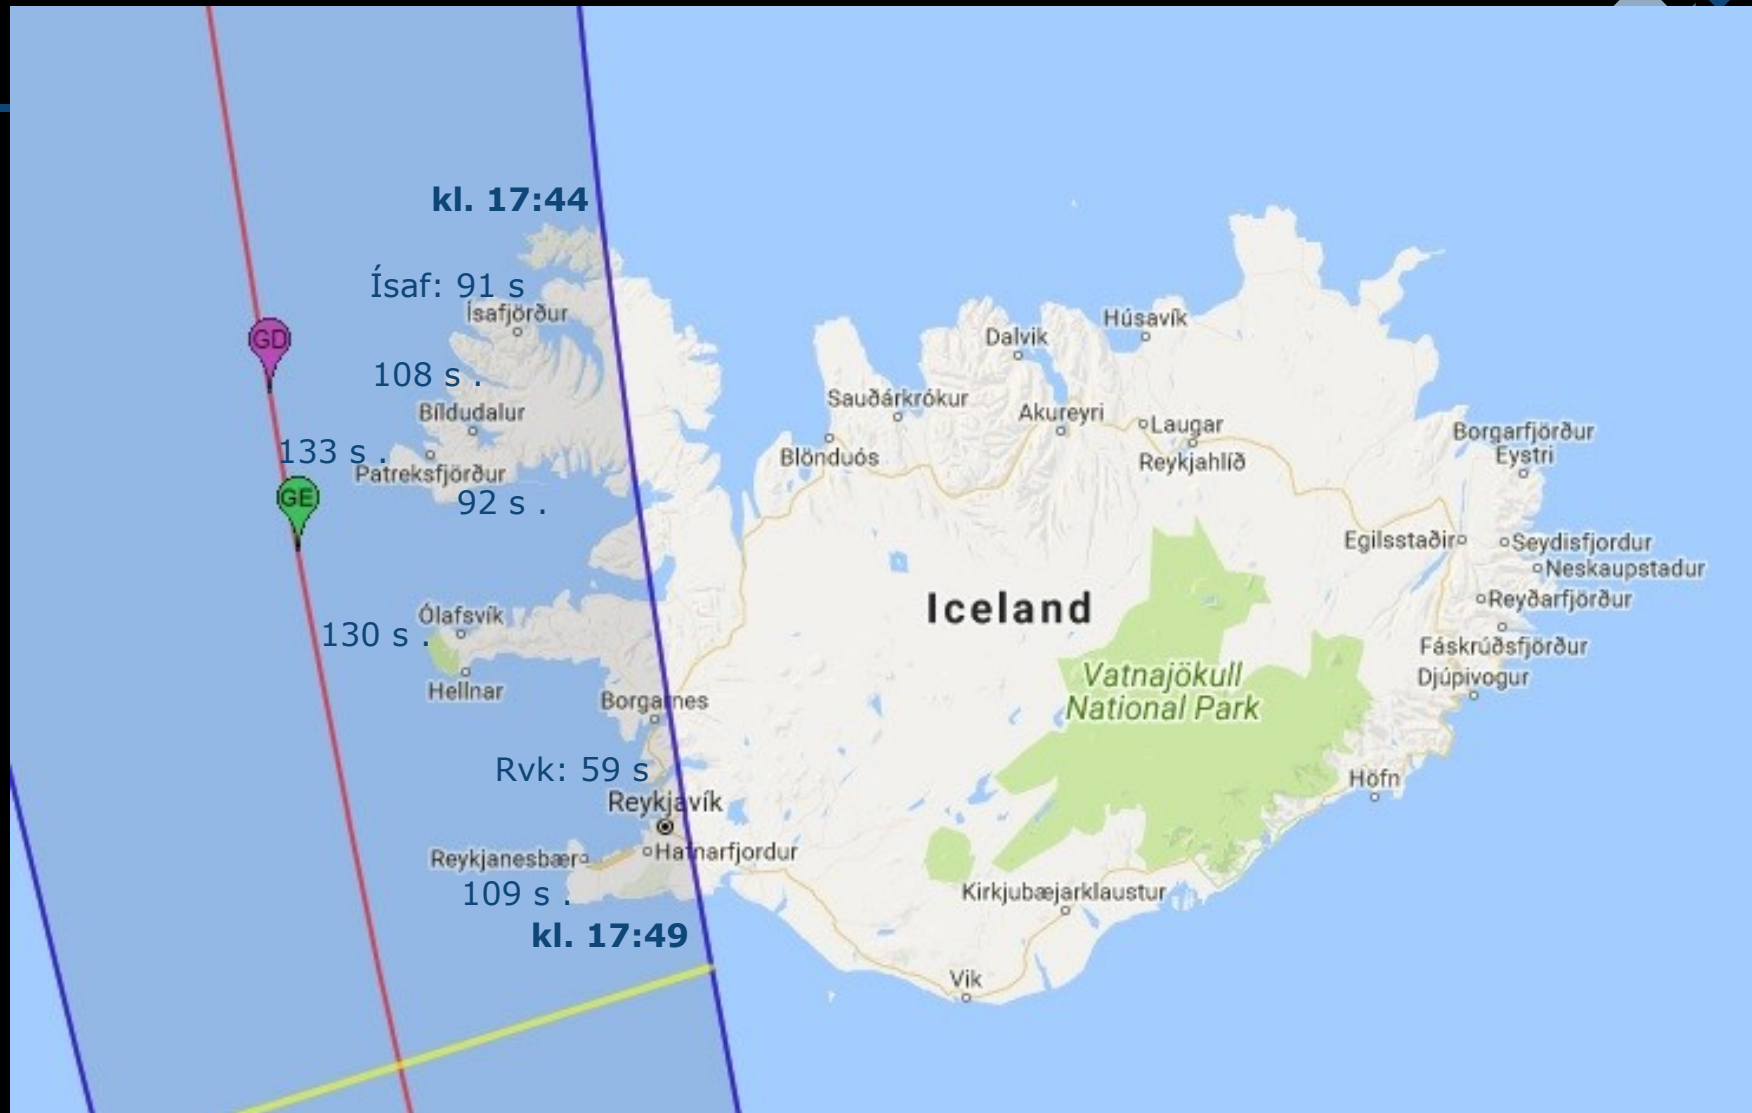 kl. 17:44
Ísaf: 91 s
Ísafjörður
GD
Húsavík
Dalvik
108 s .
Sauðárkrókur
Akureyri
Bíldudalur
Laugar
Borgarfjörður
Eystri
133 s .
Blönduós
Reykjahlíð
Patreksfjörður
GE
92 s .
Egilsstaðir
Seydisfjordur
Neskaupstadur
Iceland
Reyðarfjörður
Ólafsvík
130 s .
Fáskrúðsfjörður
Hellnar
Vatnajökull
National Park
Djúpivogur
Borgarnes
Rvk: 59 s
Höfn
Reykjavík
Reykjanesbær
Hafnarfjordur
109 s .
Kirkjubæjarklaustur
kl. 17:49
Vik